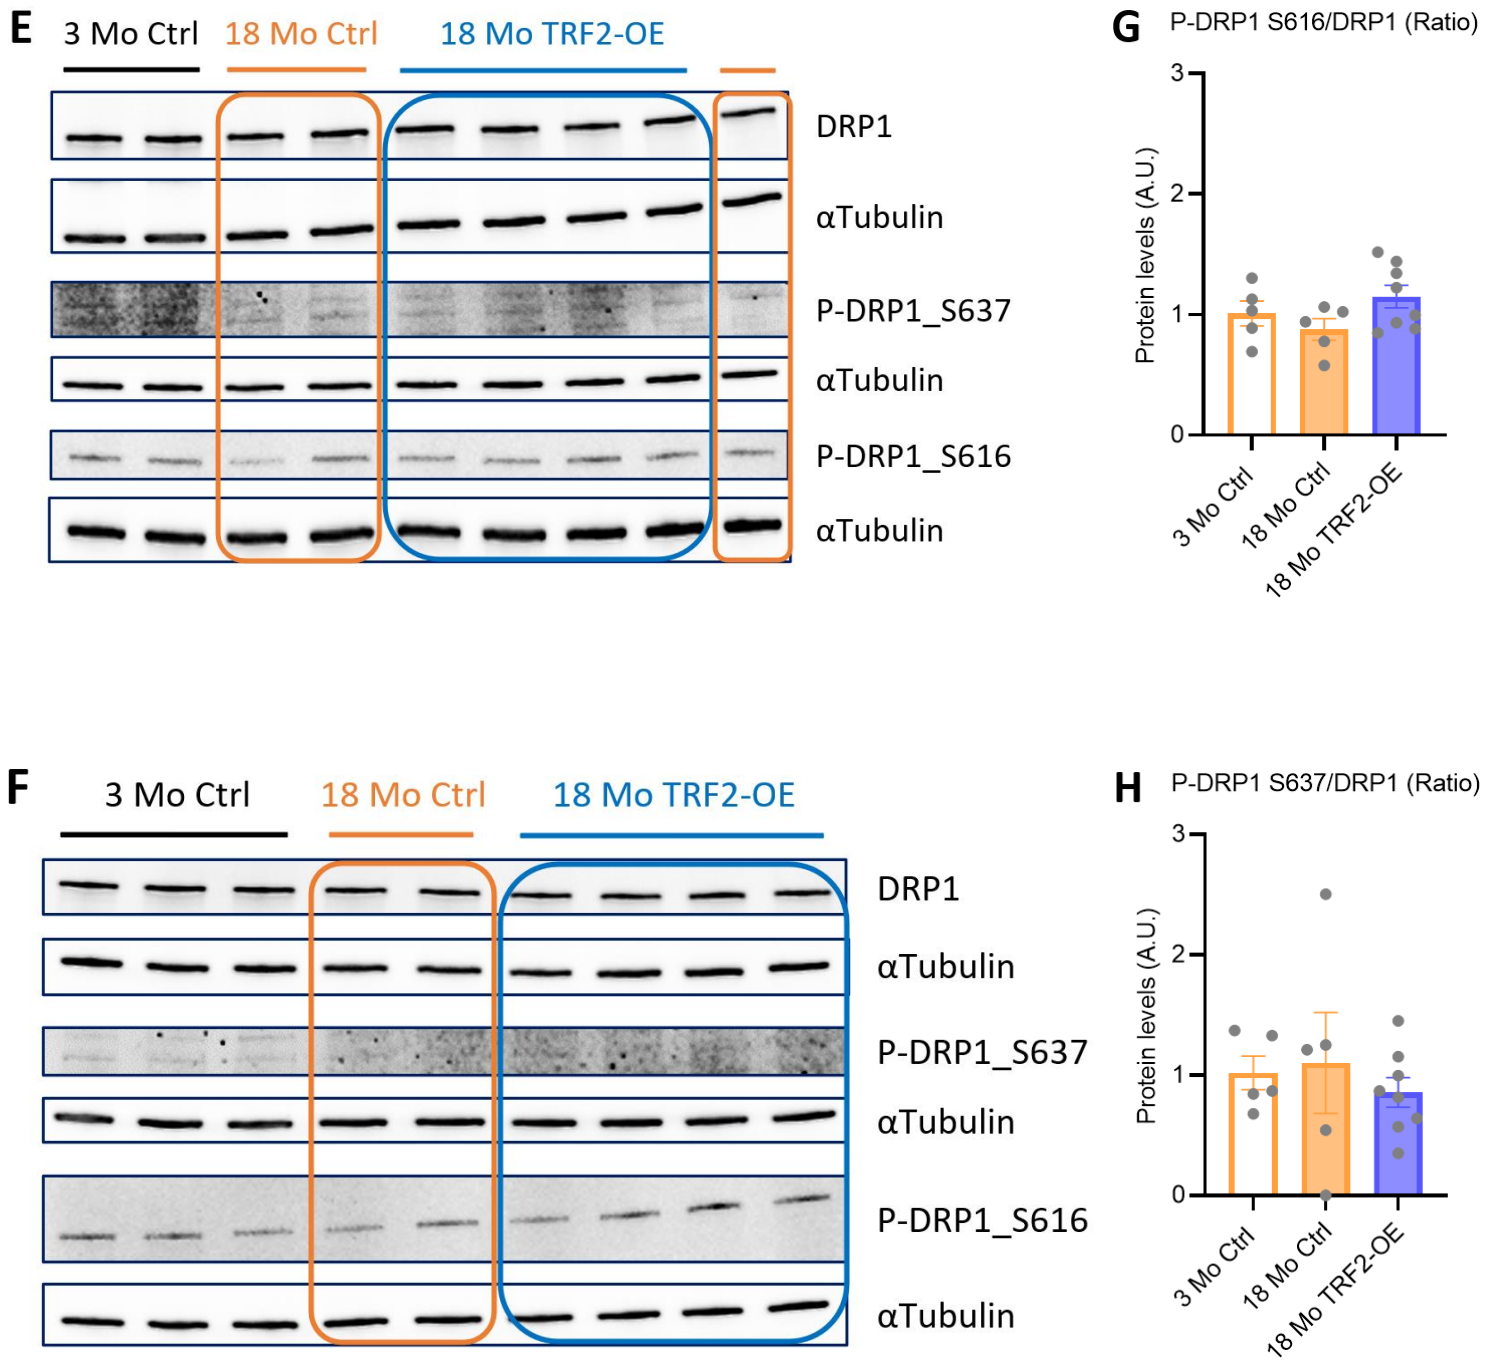 E
3 Mo Ctrl
18 Mo Ctrl
18 Mo TRF2-OE
DRP1
αTubulin
P-DRP1_S637
αTubulin
P-DRP1_S616
αTubulin
G
P-DRP1 S616/DRP1 (Ratio)
Protein levels (A.U.)
3
2
1
0
3 Mo Ctrl
18 Mo Ctrl
18 Mo TRF2-OE
F
3 Mo Ctrl
18 Mo Ctrl
18 Mo TRF2-OE
DRP1
αTubulin
P-DRP1_S637
αTubulin
P-DRP1_S616
αTubulin
H
P-DRP1 S637/DRP1 (Ratio)
Protein levels (A.U.)
3
2
1
0
3 Mo Ctrl
18 Mo Ctrl
18 Mo TRF2-OE